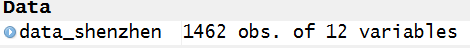 Data
data_shenzhen 1462 obs. of 12 variables